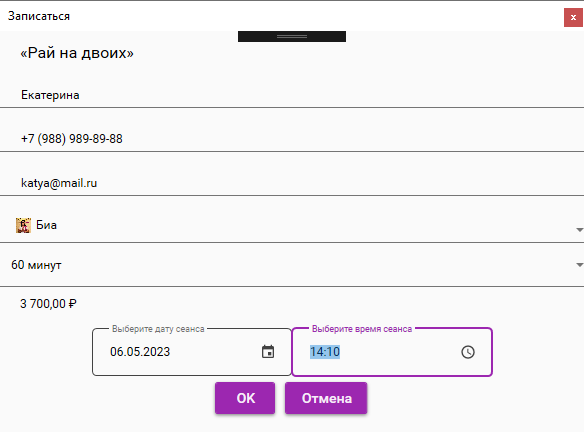 Записаться
«Рай на двоих»
Екатерина
+7 (988) 989-89-88
katya@mail.ru
Биа
60 минут
3 700,00 ₽
Выберите дату сеанса Выберите время сеанса
06.05.2023 14:10
OK Отмена